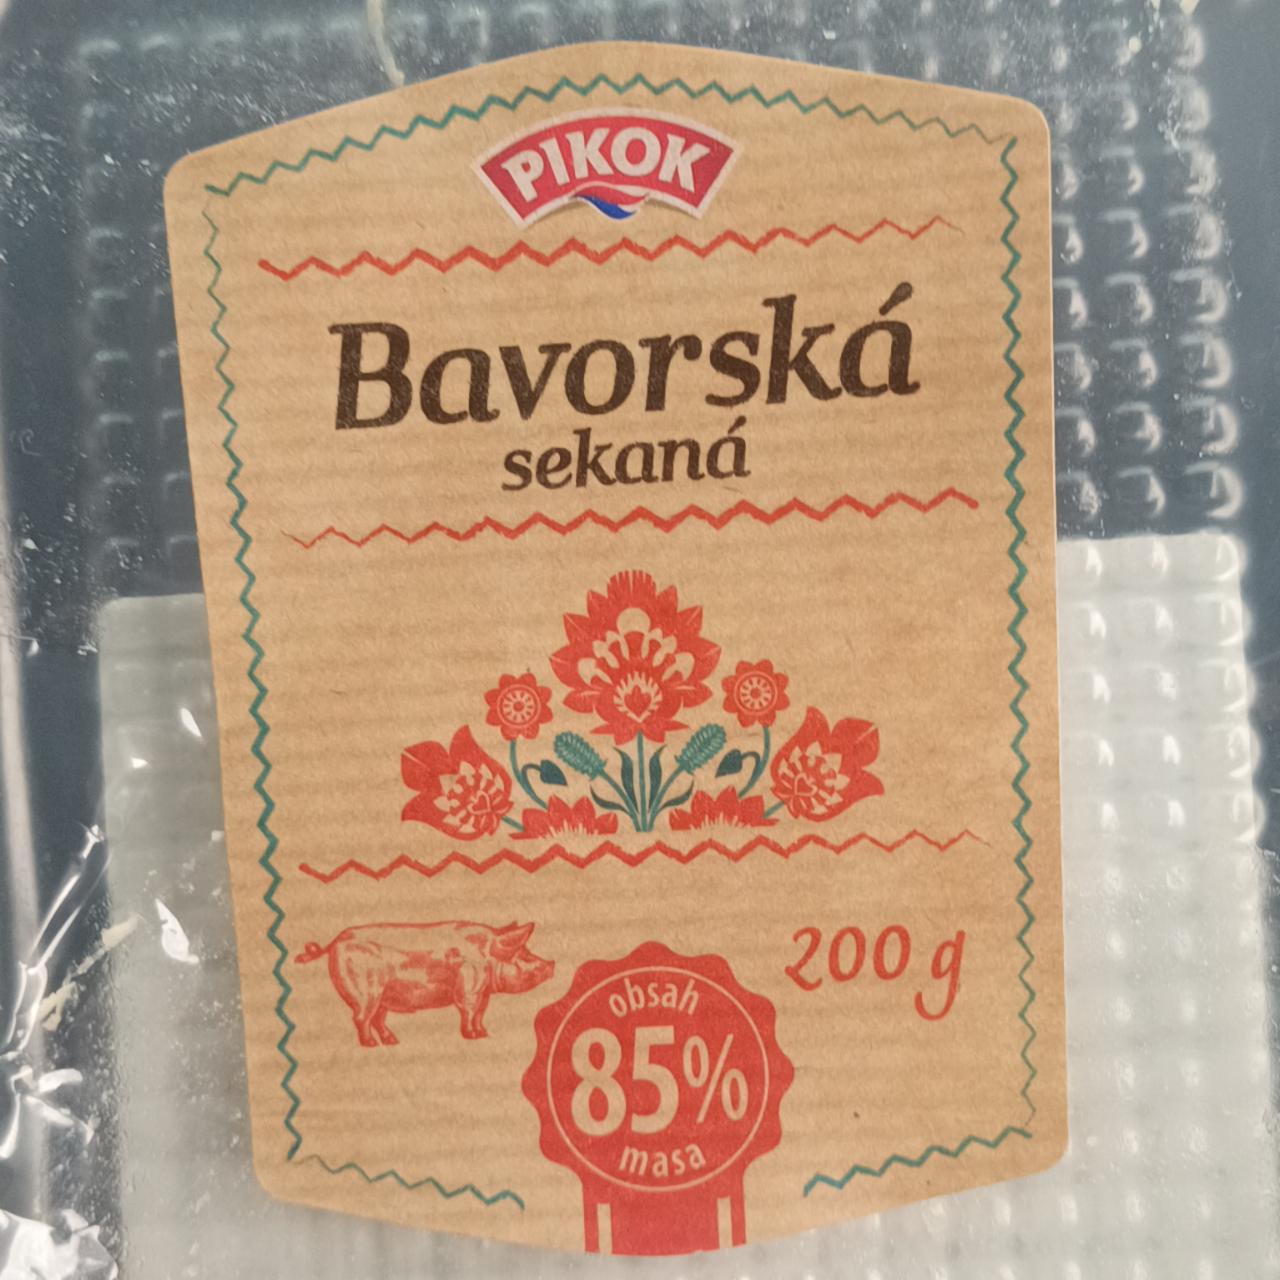 PIKOK
Bavorská
sekaná
200 g
obsah
85%
masa